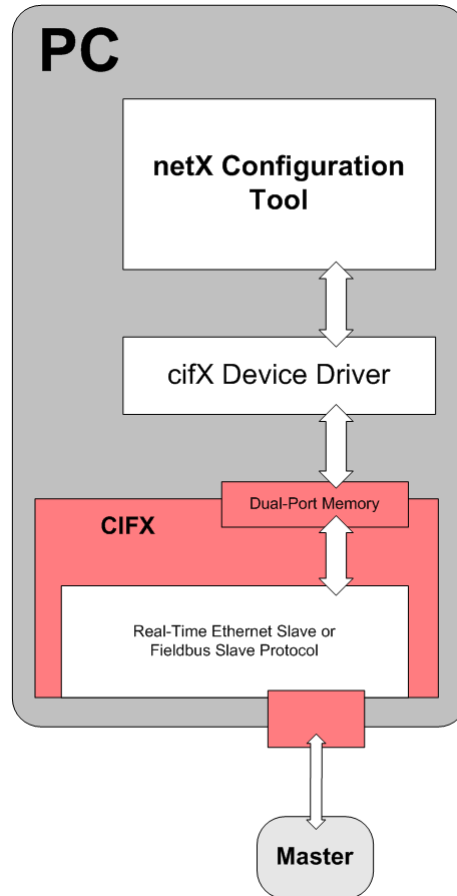 PC
netX Configuration
Tool
cifX Device Driver
Dual-Port Memory
CIFX
Real-Time Ethernet Slave or
Fieldbus Slave Protocol
Master